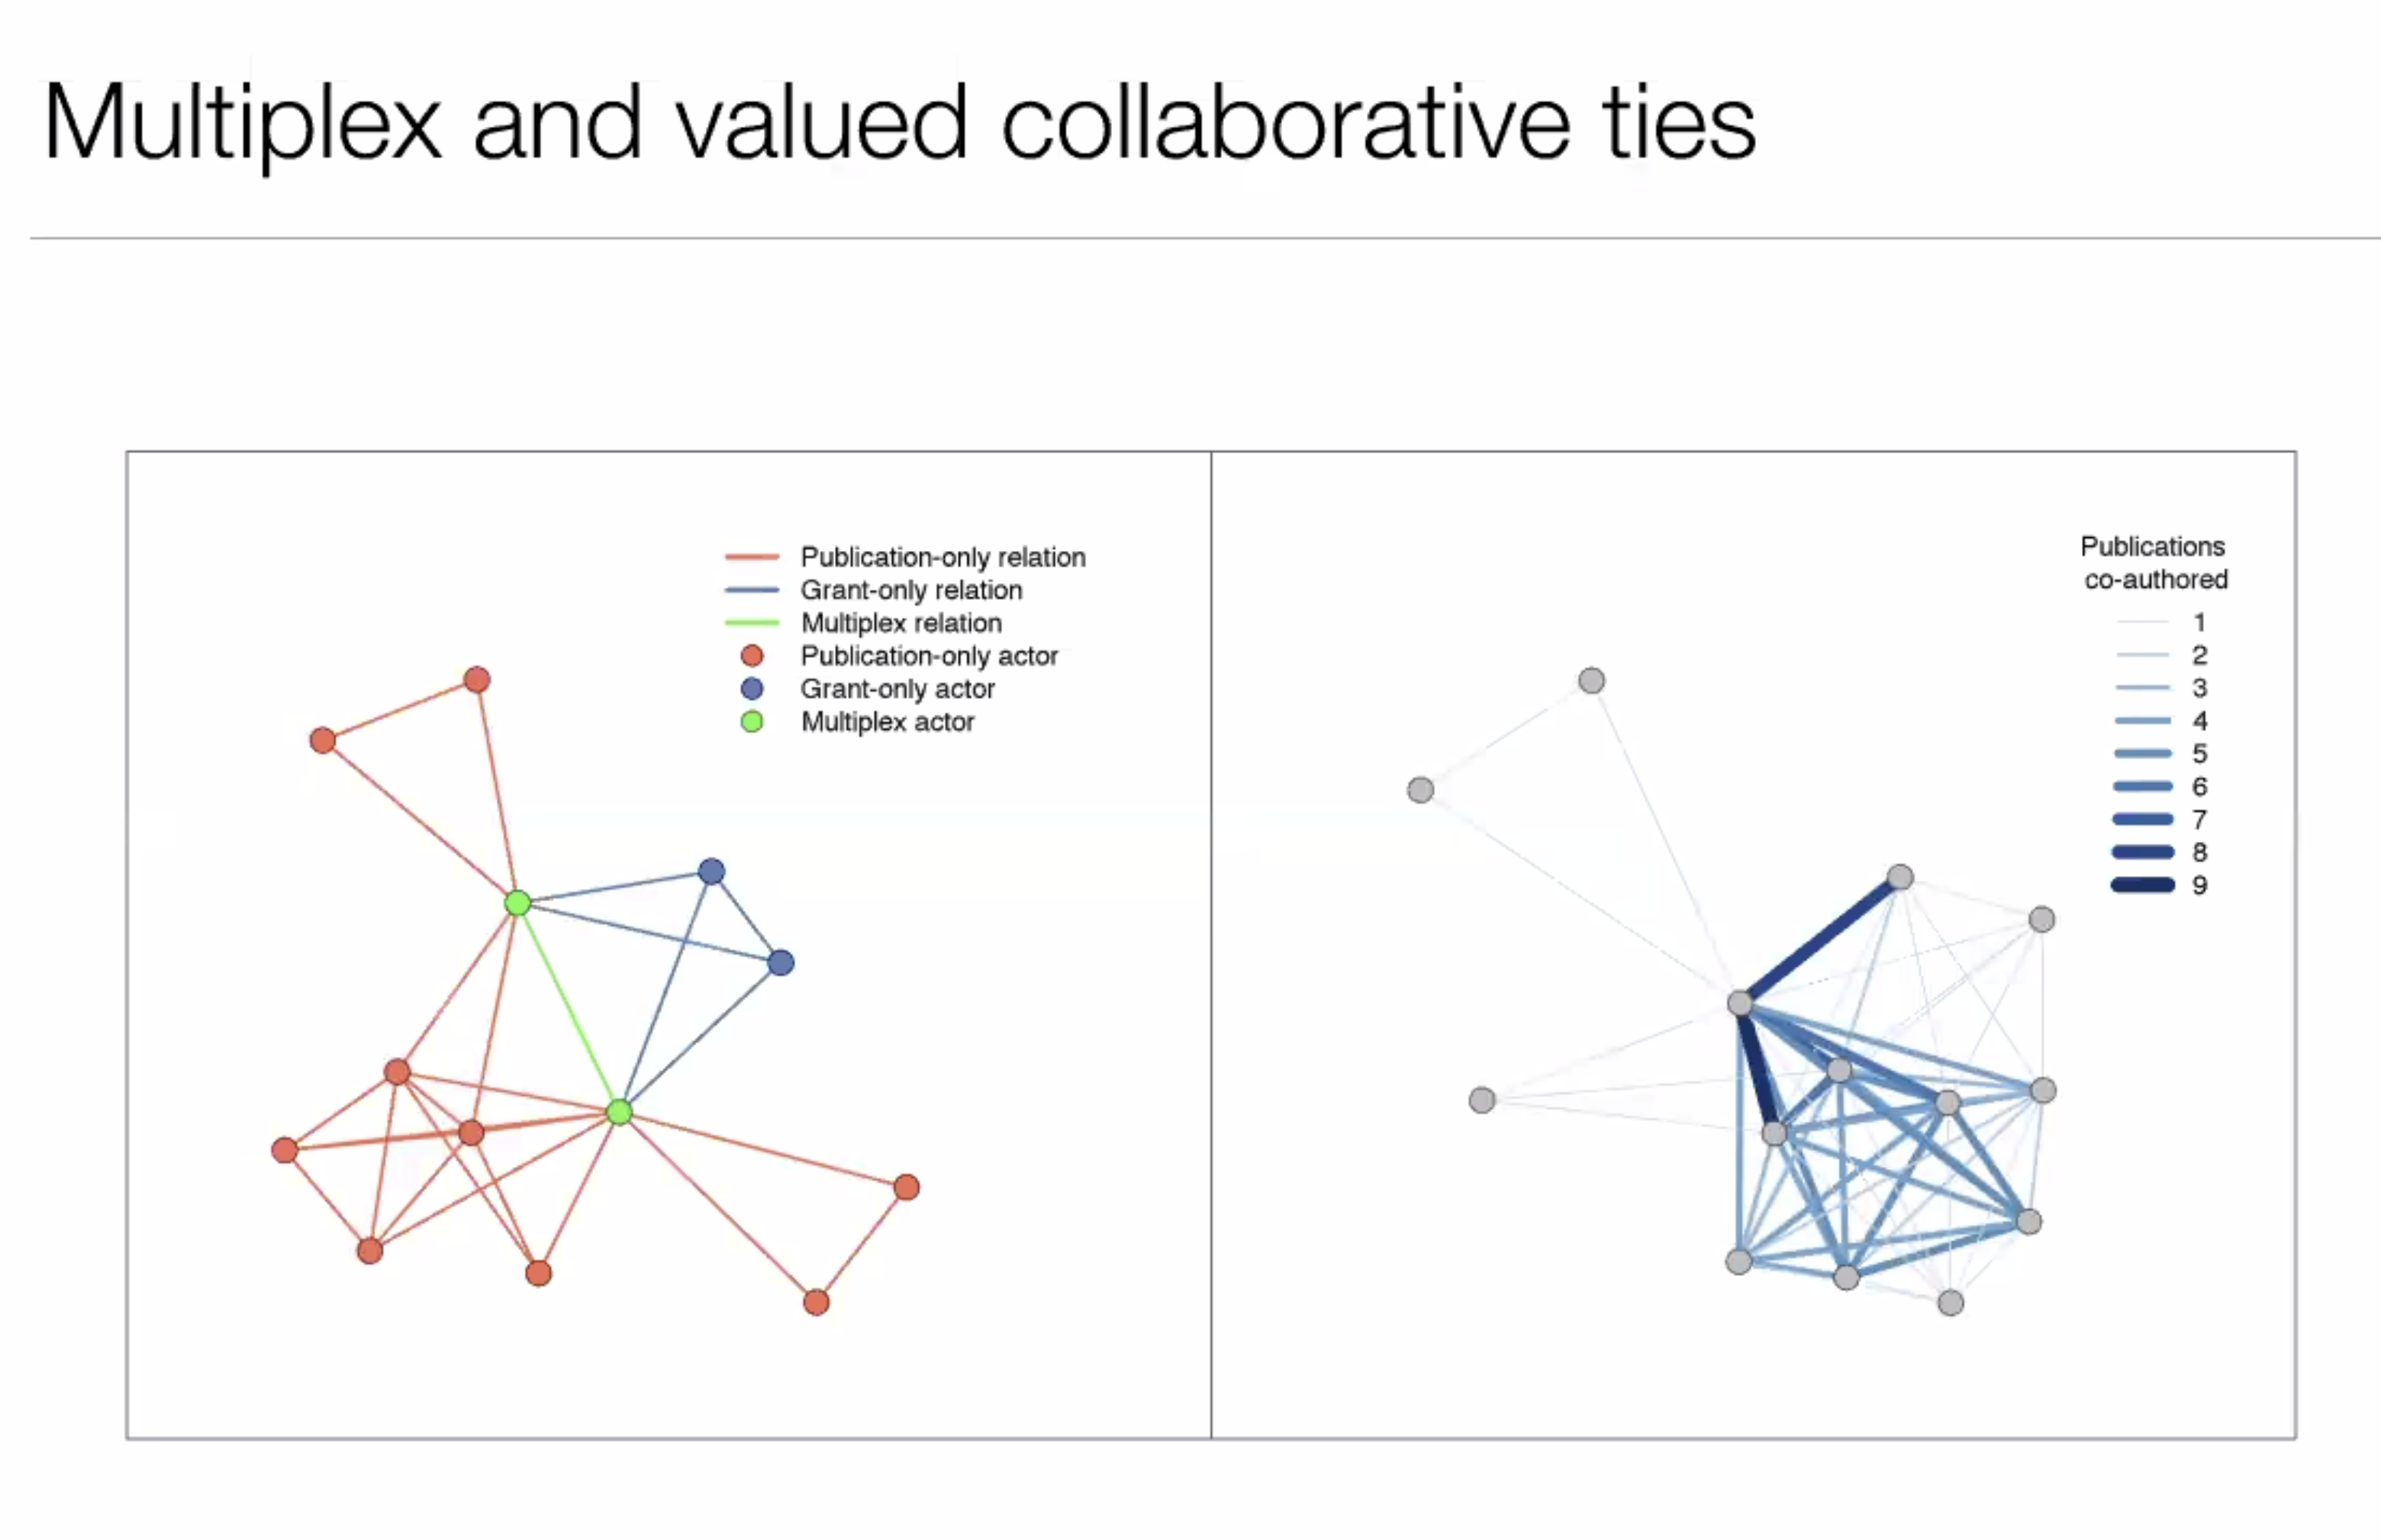 Multiplex and valued collaborative ties
Publication-only relation
Grant-only relation
Multiplex relation
Publication-only actor
Grant-only actor
Multiplex actor
Publications
co-authored
1
2
3
4
5
6
7
8
9